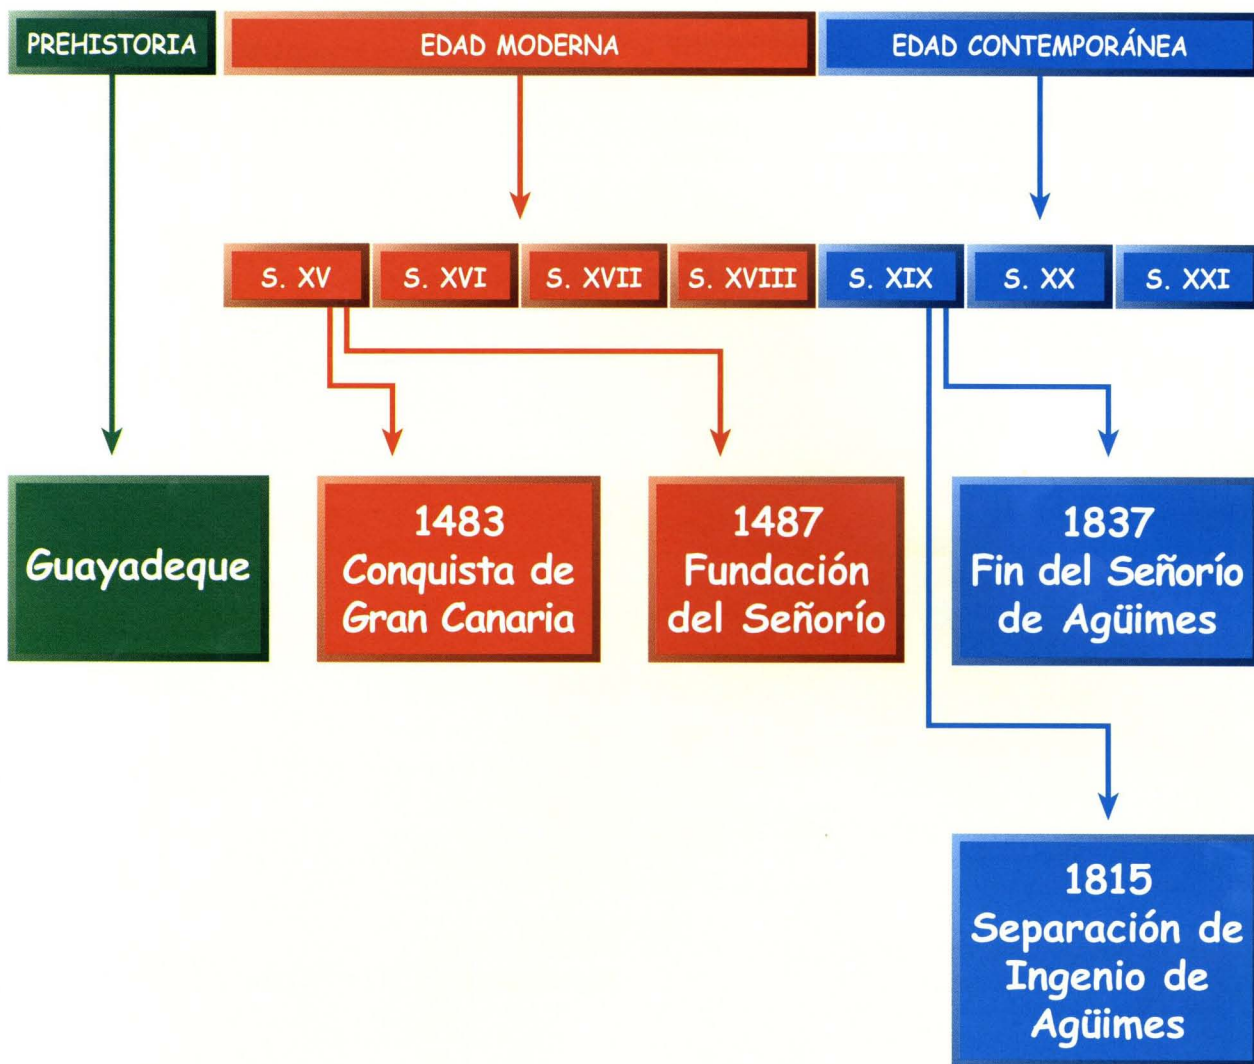 PREHISTORIA
EDAD MODERNA
EDAD CONTEMPORÁNEA
S. XV
S. XVI
S. XVII
S. XVIII
S. XIX
S. XX
S. XXI
Guayadeque
1483
Conquista de
Gran Canaria
1487
Fundación
del Señorío
1837
Fin del Señorío
de Agüimes
1815
Separación de
Ingenio de
Agüimes